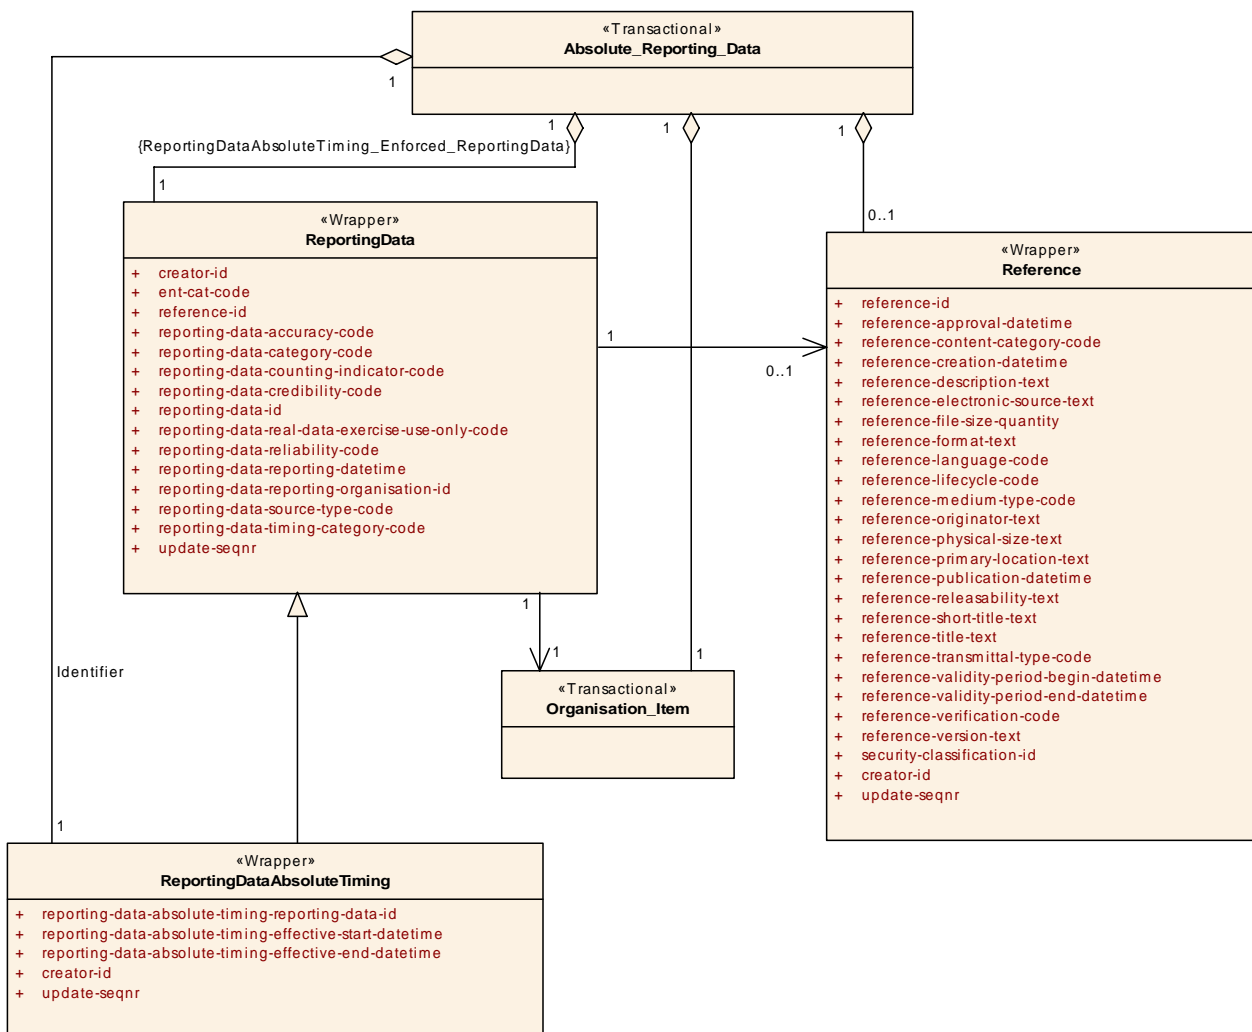 «Transactional»
Absolute_Reporting_Data
1
1
1
1
{ReportingDataAbsoluteTiming_Enforced_ReportingData}
1
0..1
«Wrapper»
ReportingData
+ creator-id
+ ent-cat-code
+ reference-id
+ reporting-data-accuracy-code
+ reporting-data-category-code
+ reporting-data-counting-indicator-code
+ reporting-data-credibility-code
+ reporting-data-id
+ reporting-data-real-data-exercise-use-only-code
+ reporting-data-reliability-code
+ reporting-data-reporting-datetime
+ reporting-data-reporting-organisation-id
+ reporting-data-source-type-code
+ reporting-data-timing-category-code
+ update-seqnr
1
0..1
«Wrapper»
Reference
+ reference-id
+ reference-approval-datetime
+ reference-content-category-code
+ reference-creation-datetime
+ reference-description-text
+ reference-electronic-source-text
+ reference-file-size-quantity
+ reference-format-text
+ reference-language-code
+ reference-lifecycle-code
+ reference-medium-type-code
+ reference-originator-text
+ reference-physical-size-text
+ reference-primary-location-text
+ reference-publication-datetime
+ reference-releasability-text
+ reference-short-title-text
+ reference-title-text
+ reference-transmittal-type-code
+ reference-validity-period-begin-datetime
+ reference-validity-period-end-datetime
+ reference-verification-code
+ reference-version-text
+ security-classification-id
+ creator-id
+ update-seqnr
1
1
1
Identifier
«Transactional»
Organisation_Item
1
«Wrapper»
ReportingDataAbsoluteTiming
+ reporting-data-absolute-timing-reporting-data-id
+ reporting-data-absolute-timing-effective-start-datetime
+ reporting-data-absolute-timing-effective-end-datetime
+ creator-id
+ update-seqnr